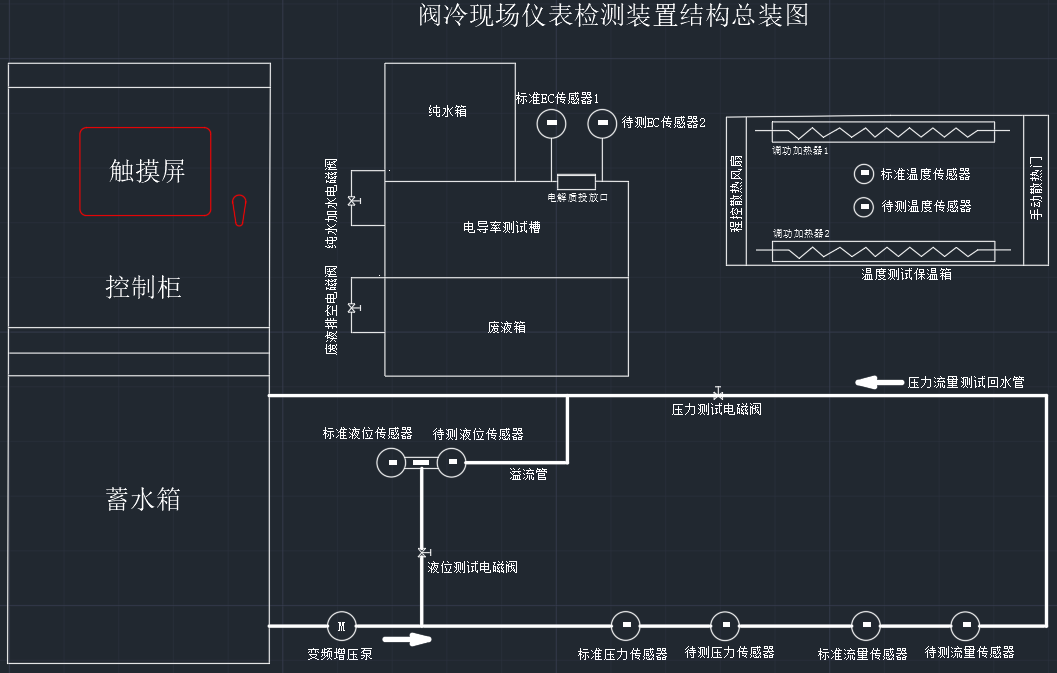 阀冷现场仪表检测装置结构总装图
触摸屏
控制柜
蓄水箱
纯水箱
标准EC传感器1
待测EC传感器2
纯水加水电磁阀
电解质投放口
电导率测试槽
废液排空电磁阀
废液箱
程控散热风扇
调功加热器1
标准温度传感器
待测温度传感器
调功加热器2
手动散热门
温度测试保温箱
压力流量测试回水管
压力测试电磁阀
标准液位传感器
待测液位传感器
溢流管
液位测试电磁阀
M
变频增压泵
标准压力传感器
待测压力传感器
标准流量传感器
待测流量传感器